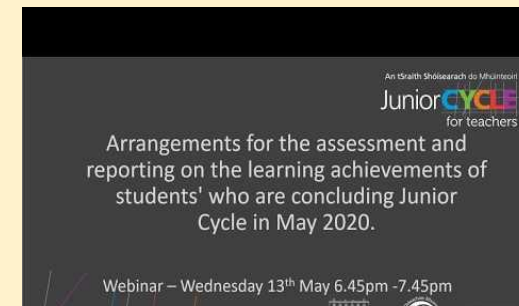 An tSraith Shóisearach do Mhúinteoirí
Junior CYCLE
for teachers
Arrangements for the assessment and
reporting on the learning achievements of
students' who are concluding Junior
Cycle in May 2020.
Webinar – Wednesday 13th May 6.45pm -7.45pm